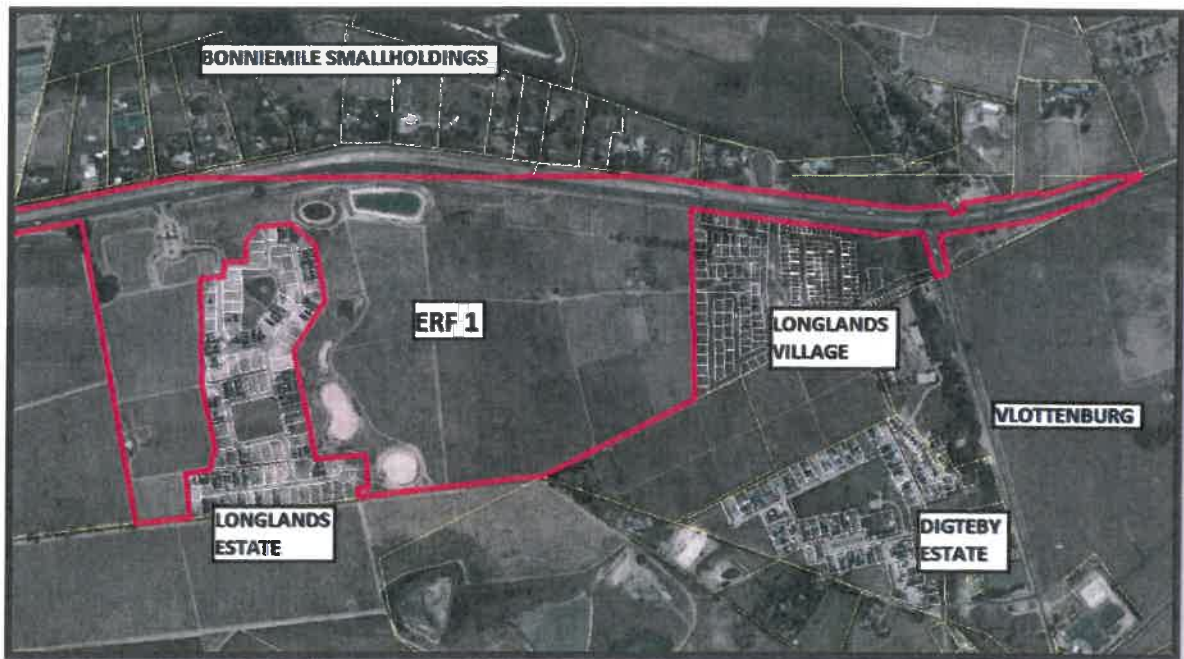 BONNIEMILE SMALLHOLDINGS
ERF 1
LONGLANDS
VILLAGE
VLOTTENBURG
LONGLANDS
ESTATE
DIGTEBY
ESTATE